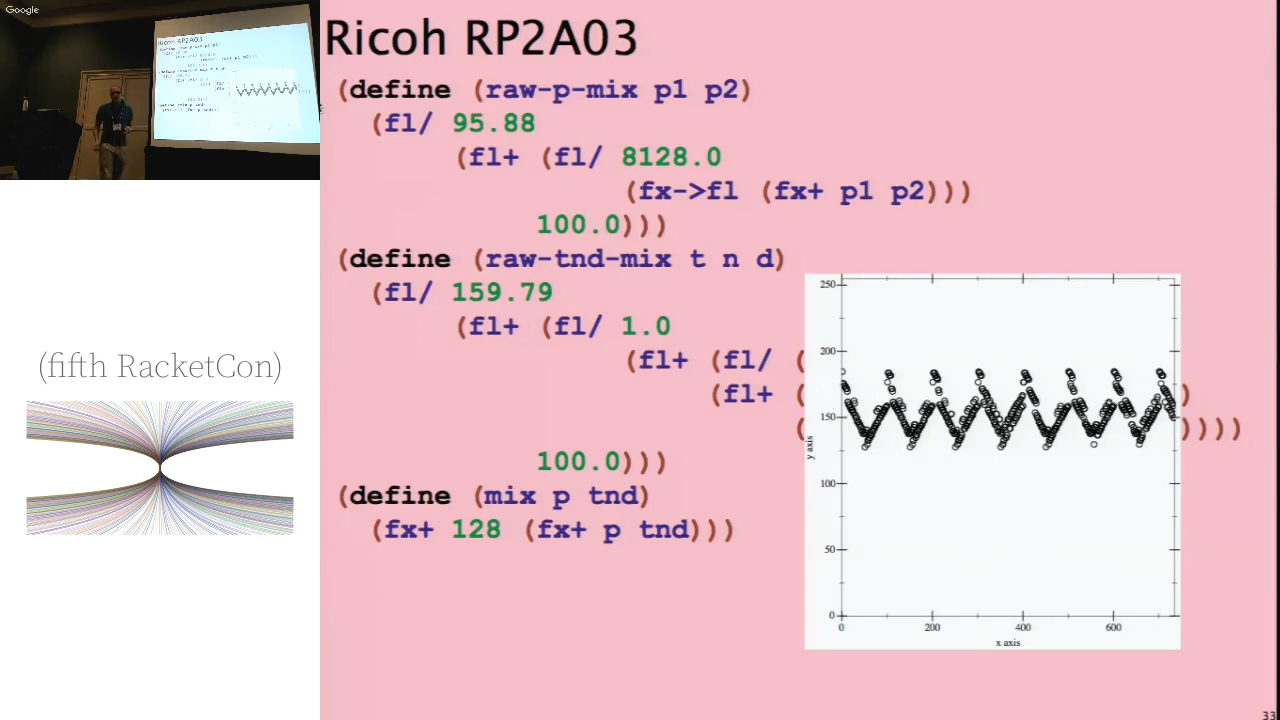 Google
Ricoh RP2A03
(define (raw-p-mix p1 p2)
(fl/ 95.88
(fl+ (fl/ 8128.0
(fx->fl (fx+ p1 p2)))
100.0)))
(define (raw-tnd-mix t n d)
(fl/ 159.79
(fl+ (fl/ 1.0
(fl+ (fl/ (
(fl+ ( )
( ))))
100.0)))
(define (mix p tnd)
(fx+ 128 (fx+ p tnd)))
(fifth RacketCon)
250
200
150
100
50
0
y axis
0 200 400 600
x axis
33